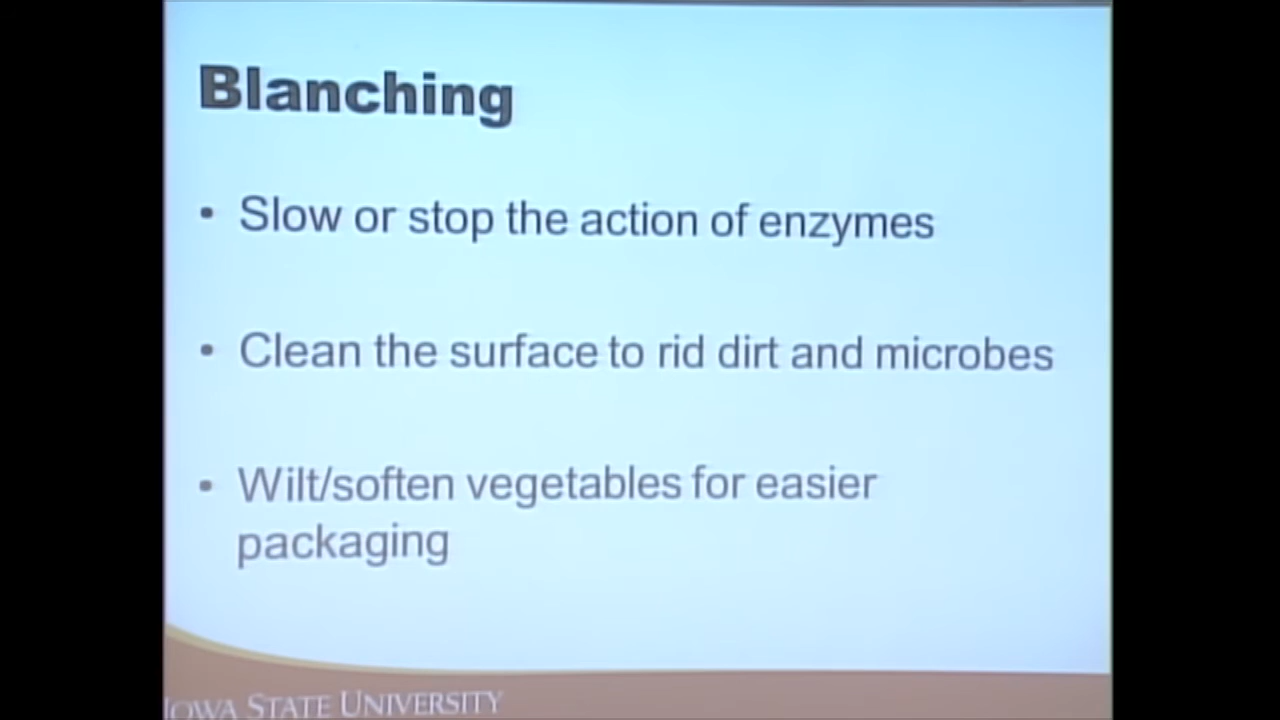 Blanching
• Slow or stop the action of enzymes
• Clean the surface to rid dirt and microbes
• Wilt/soften vegetables for easier
packaging
IOWA STATE UNIVERSITY